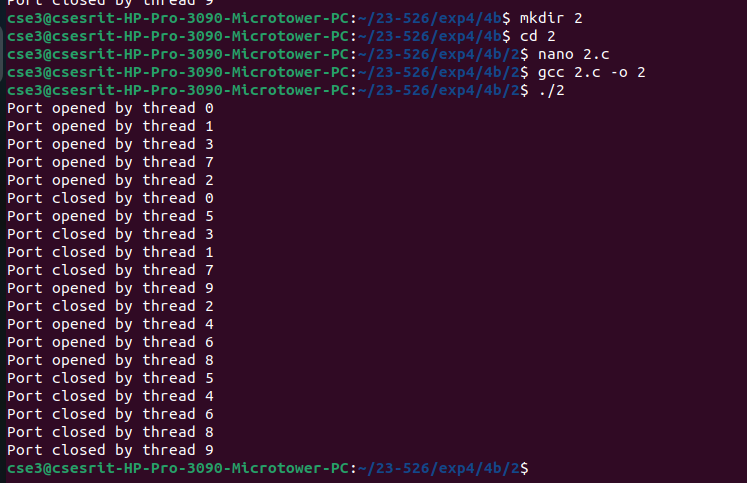 Port closed by thread 9
cse3@csesrit-HP-Pro-3090-Microtower-PC:~/23-526/exp4/4b$ mkdir 2
cse3@csesrit-HP-Pro-3090-Microtower-PC:~/23-526/exp4/4b$ cd 2
cse3@csesrit-HP-Pro-3090-Microtower-PC:~/23-526/exp4/4b/2$ nano 2.c
cse3@csesrit-HP-Pro-3090-Microtower-PC:~/23-526/exp4/4b/2$ gcc 2.c -o 2
cse3@csesrit-HP-Pro-3090-Microtower-PC:~/23-526/exp4/4b/2$ ./2
Port opened by thread 0
Port opened by thread 1
Port opened by thread 3
Port opened by thread 7
Port opened by thread 2
Port closed by thread 0
Port opened by thread 5
Port closed by thread 3
Port closed by thread 1
Port closed by thread 7
Port opened by thread 9
Port closed by thread 2
Port opened by thread 4
Port opened by thread 6
Port opened by thread 8
Port closed by thread 5
Port closed by thread 4
Port closed by thread 6
Port closed by thread 8
Port closed by thread 9
cse3@csesrit-HP-Pro-3090-Microtower-PC:~/23-526/exp4/4b/2$